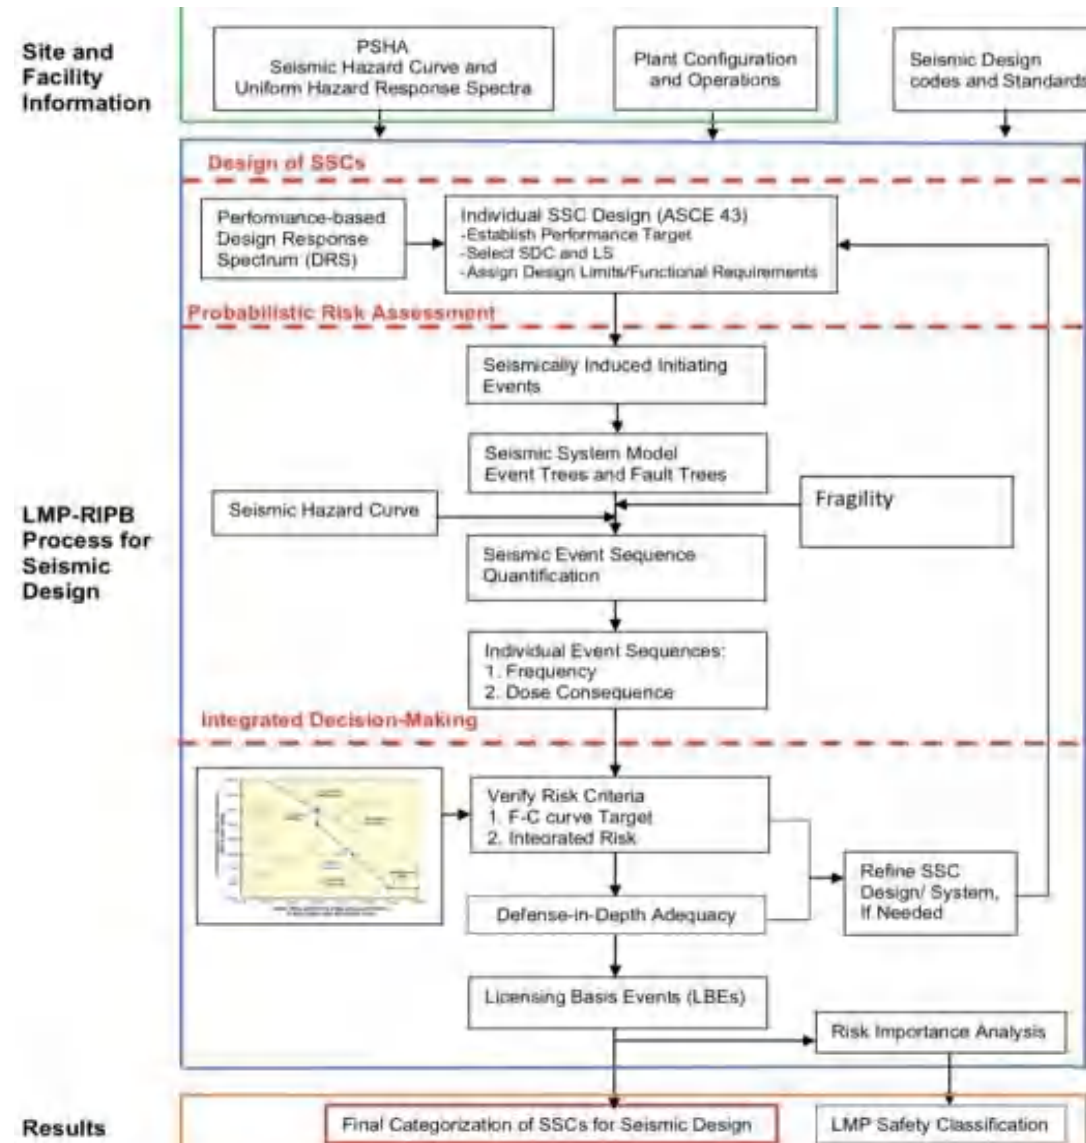 Site and
Facility
Information
PSHA
Seismic Hazard Curve and
Uniform Hazard Response Spectra
Plant Configuration
and Operations
Seismic Design
codes and Standards
Design of SSCs
Performance-based
Design Response
Spectrum (DRS)
Individual SSC Design (ASCE 43)
-Establish Performance Target
-Select SDC and LS
-Assign Design Limits/Functional Requirements
Probabilistic Risk Assessment
Seismically Induced Initiating
Events
Seismic System Model
Event Trees and Fault Trees
Seismic Hazard Curve
Fragility
LMP-RIPB
Process for
Seismic
Design
Seismic Event Sequence
Quantification
Individual Event Sequences:
1. Frequency
2. Dose Consequence
Integrated Decision-Making
Verify Risk Criteria
1. F-C curve Target
2. Integrated Risk
Refine SSC
Design/ System,
If Needed
Defense-in-Depth Adequacy
Licensing Basis Events (LBEs)
Risk Importance Analysis
Results
Final Categorization of SSCs for Seismic Design
LMP Safety Classification